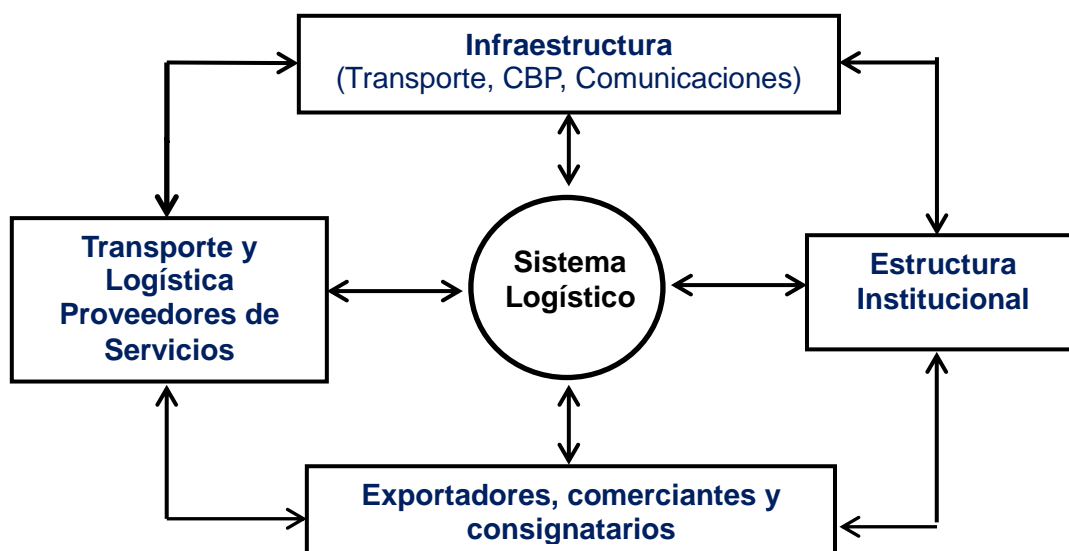 Infraestructura
(Transporte, CBP, Comunicaciones)
Transporte y
Logística
Proveedores de
Servicios
Sistema
Logístico
Estructura
Institucional
Exportadores, comerciantes y
consignatarios